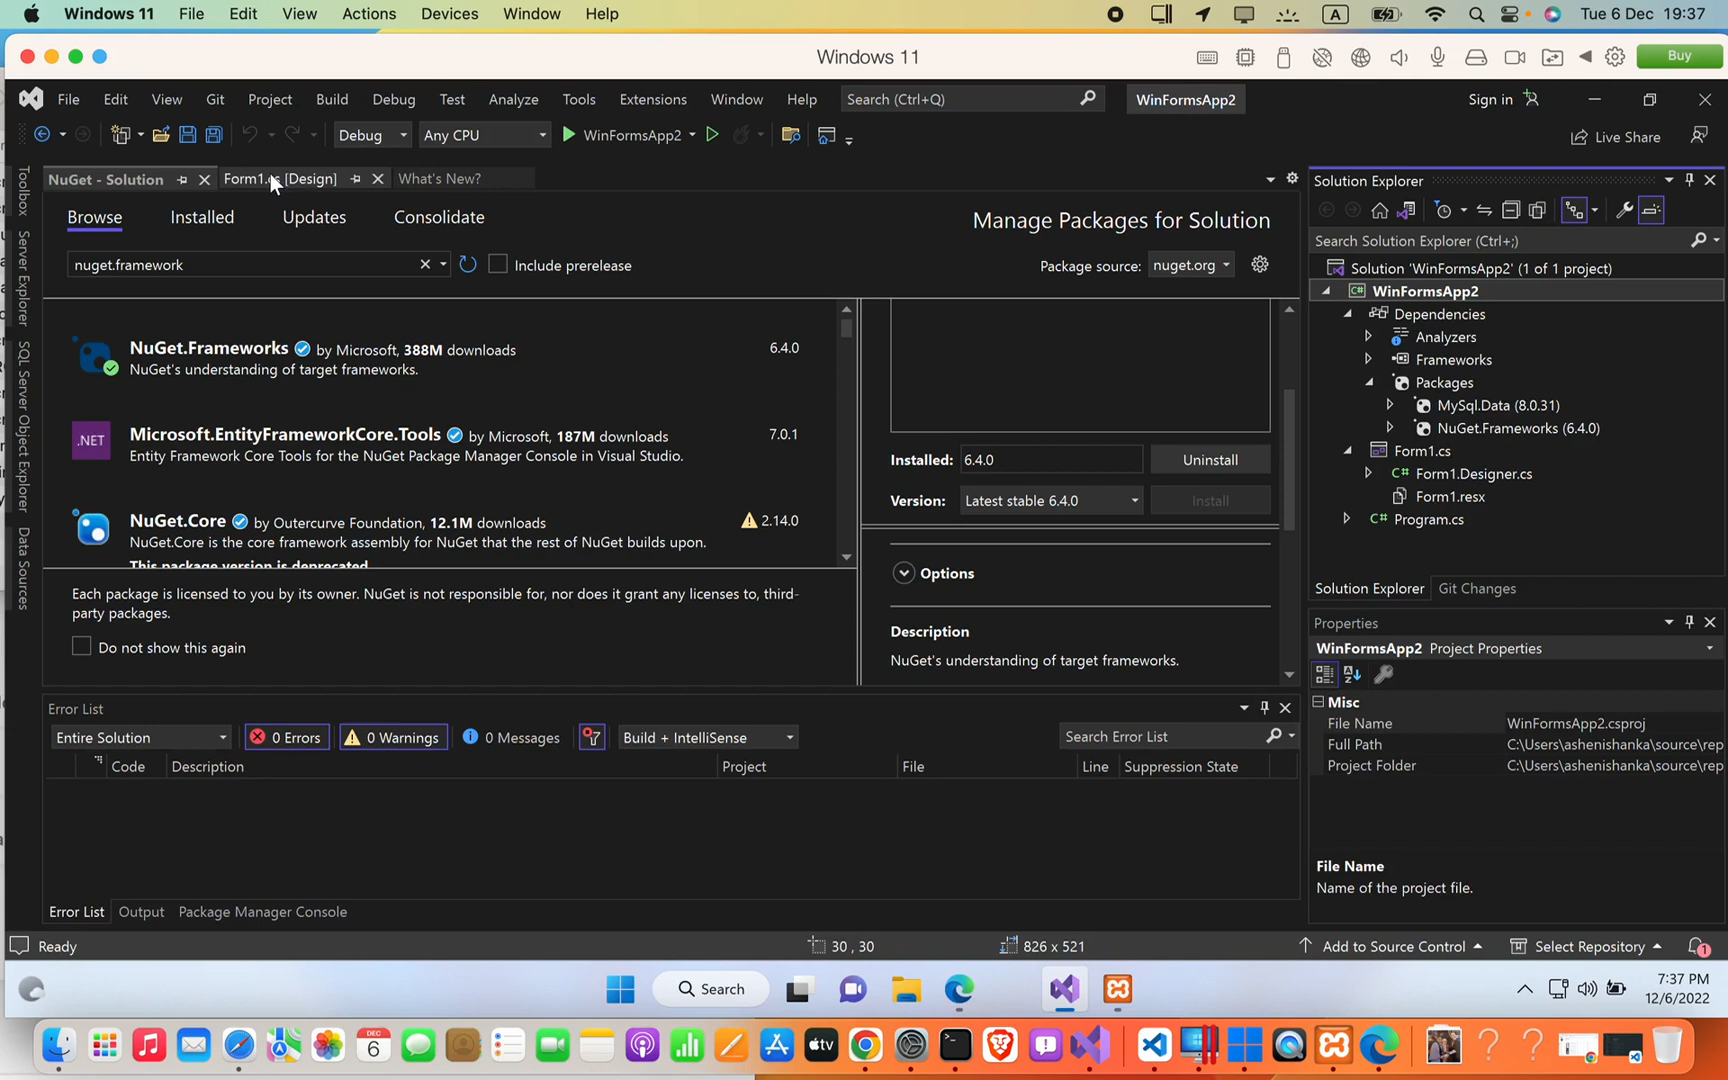 Windows 11 File Edit View Actions Devices Window Help A Tue 6 Dec 19:37
Windows 11 Buy
File Edit View Git Project Build Debug Test Analyze Tools Extensions Window Help Search (Ctrl+Q) WinFormsApp2 Sign in
Debug Any CPU WinFormsApp2 Live Share
NuGet - Solution Form1.cs [Design] What's New?
Browse Installed Updates Consolidate Manage Packages for Solution
nuget.framework Include prerelease Package source: nuget.org
NuGet.Frameworks by Microsoft, 388M downloads 6.4.0
NuGet's understanding of target frameworks.
.NET Microsoft.EntityFrameworkCore.Tools by Microsoft, 187M downloads 7.0.1
Entity Framework Core Tools for the NuGet Package Manager Console in Visual Studio.
NuGet.Core by Outercurve Foundation, 12.1M downloads 2.14.0
NuGet.Core is the core framework assembly for NuGet that the rest of NuGet builds upon.
This package version is deprecated
Each package is licensed to you by its owner. NuGet is not responsible for, nor does it grant any licenses to, third-
party packages.
Do not show this again
Installed: 6.4.0 Uninstall
Version: Latest stable 6.4.0 Install
Options
Description
NuGet's understanding of target frameworks.
Toolbox
Server Explorer
SQL Server Object Explorer
Data Sources
Solution Explorer
Search Solution Explorer (Ctrl+;)
Solution 'WinFormsApp2' (1 of 1 project)
C# WinFormsApp2
Dependencies
Analyzers
Frameworks
Packages
MySql.Data (8.0.31)
NuGet.Frameworks (6.4.0)
Form1.cs
C# Form1.Designer.cs
Form1.resx
C# Program.cs
Solution Explorer Git Changes
Properties
WinFormsApp2 Project Properties
Misc
File Name WinFormsApp2.csproj
Full Path C:\Users\ashenishanka\source\rep
Project Folder C:\Users\ashenishanka\source\rep
File Name
Name of the project file.
Error List
Entire Solution 0 Errors 0 Warnings 0 Messages Build + IntelliSense Search Error List
Code Description Project File Line Suppression State
Error List Output Package Manager Console
Ready 30 , 30 826 x 521 Add to Source Control Select Repository 1
Search 7:37 PM
12/6/2022
DEC
6
tv